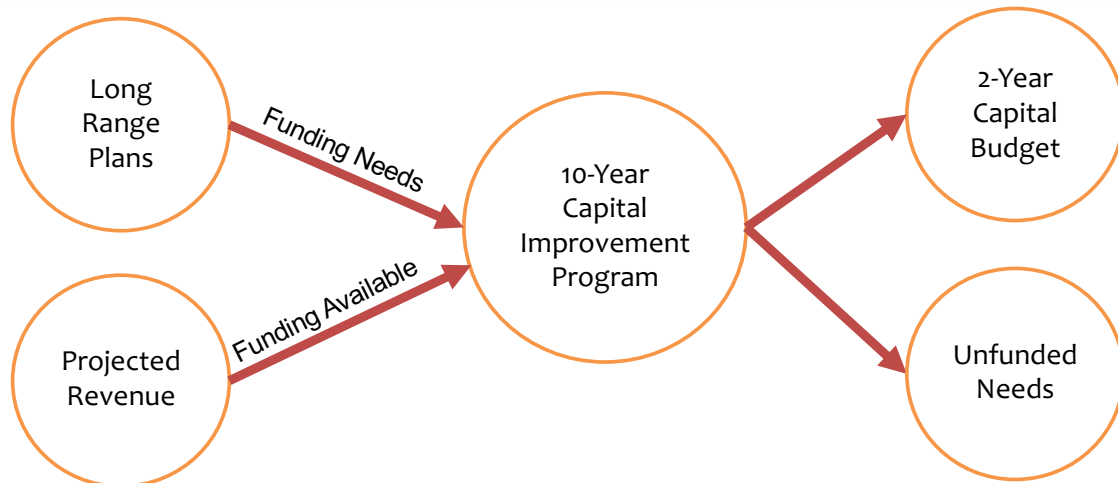 Long
Range
Plans
Funding Needs
Projected
Revenue
Funding Available
10-Year
Capital
Improvement
Program
2-Year
Capital
Budget
Unfunded
Needs